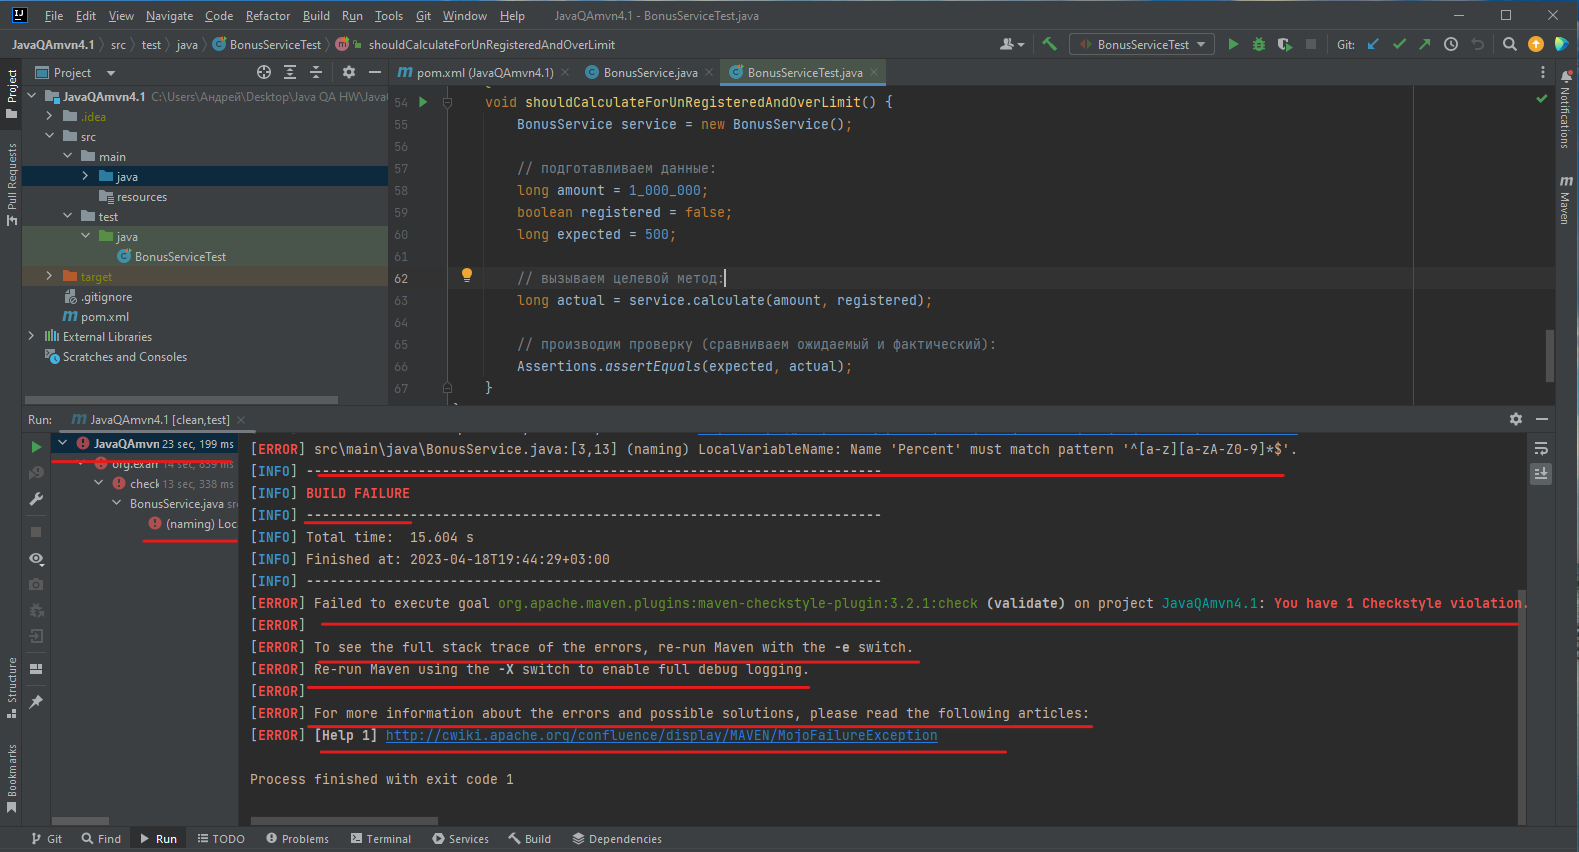 File Edit View Navigate Code Refactor Build Run Tools Git Window Help JavaQAmvn4.1 - BonusServiceTest.java
JavaQAmvn4.1 src test java BonusServiceTest shouldCalculateForUnRegisteredAndOverLimit BonusServiceTest Git:
Project
pom.xml (JavaQAmvn4.1) BonusService.java BonusServiceTest.java
Project
Pull Requests
JavaQAmvn4.1 C:\Users\Андрей\Desktop\Java QA HW\Java
.idea
src
main
java
resources
test
java
BonusServiceTest
target
.gitignore
pom.xml
External Libraries
Scratches and Consoles
54 void shouldCalculateForUnRegisteredAndOverLimit() {
55 BonusService service = new BonusService();
56
57 // подготавливаем данные:
58 long amount = 1_000_000;
59 boolean registered = false;
60 long expected = 500;
61
62 // вызываем целевой метод:
63 long actual = service.calculate(amount, registered);
64
65 // производим проверку (сравниваем ожидаемый и фактический):
66 Assertions.assertEquals(expected, actual);
67 }
Notifications
Maven
Run: JavaQAmvn4.1 [clean,test]
JavaQAmvn 23 sec, 199 ms
org.exam 14 sec, 859 ms
check 13 sec, 338 ms
BonusService.java
(naming) Loc
[ERROR] src\main\java\BonusService.java:[3,13] (naming) LocalVariableName: Name 'Percent' must match pattern '^[a-z][a-zA-Z0-9]*$'.
[INFO] ------------------------------------------------------------------------
[INFO] BUILD FAILURE
[INFO] ------------------------------------------------------------------------
[INFO] Total time: 15.604 s
[INFO] Finished at: 2023-04-18T19:44:29+03:00
[INFO] ------------------------------------------------------------------------
[ERROR] Failed to execute goal org.apache.maven.plugins:maven-checkstyle-plugin:3.2.1:check (validate) on project JavaQAmvn4.1: You have 1 Checkstyle violation.
[ERROR]
[ERROR] To see the full stack trace of the errors, re-run Maven with the -e switch.
[ERROR] Re-run Maven using the -X switch to enable full debug logging.
[ERROR]
[ERROR] For more information about the errors and possible solutions, please read the following articles:
[ERROR] [Help 1] http://cwiki.apache.org/confluence/display/MAVEN/MojoFailureException
Process finished with exit code 1
Structure
Bookmarks
Git Find Run TODO Problems Terminal Services Build Dependencies